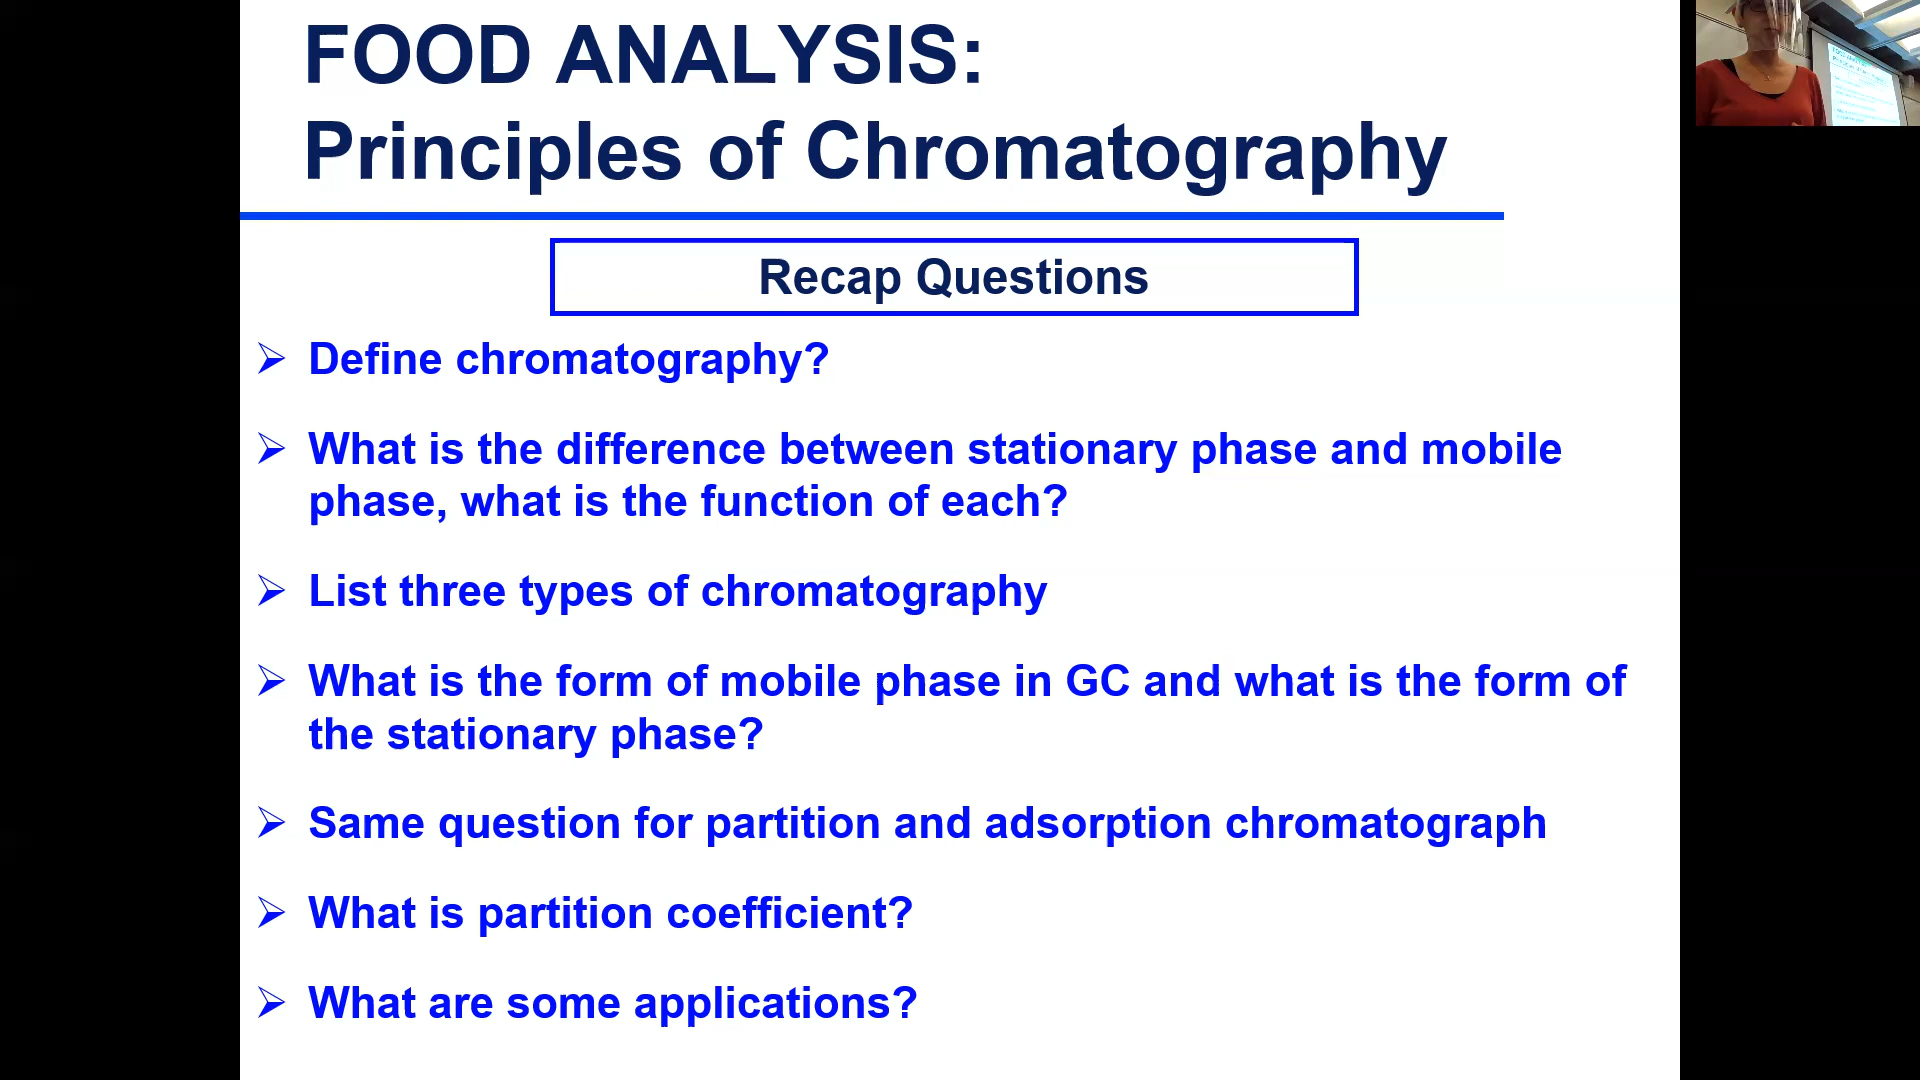 FOOD ANALYSIS:
Principles of Chromatography
Recap Questions
Define chromatography?
What is the difference between stationary phase and mobile
phase, what is the function of each?
List three types of chromatography
What is the form of mobile phase in GC and what is the form of
the stationary phase?
Same question for partition and adsorption chromatograph
What is partition coefficient?
What are some applications?